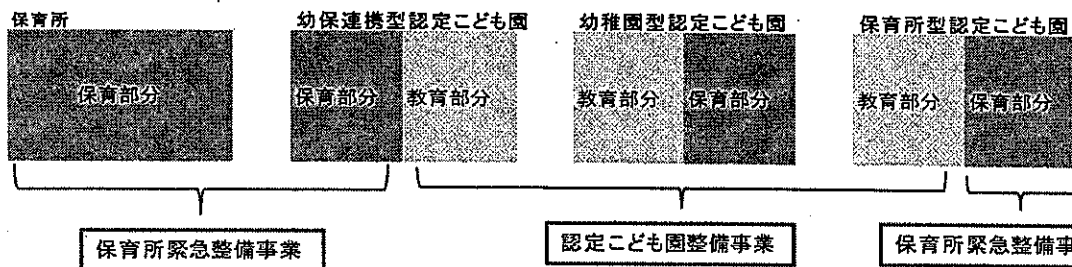 保育所
幼保連携型認定こども園
幼稚園型認定こども園
保育所型認定こども園
保育部分
保育部分
教育部分
教育部分
保育部分
教育部分
保育部分
保育所緊急整備事業
認定こども園整備事業
保育所緊急整備事